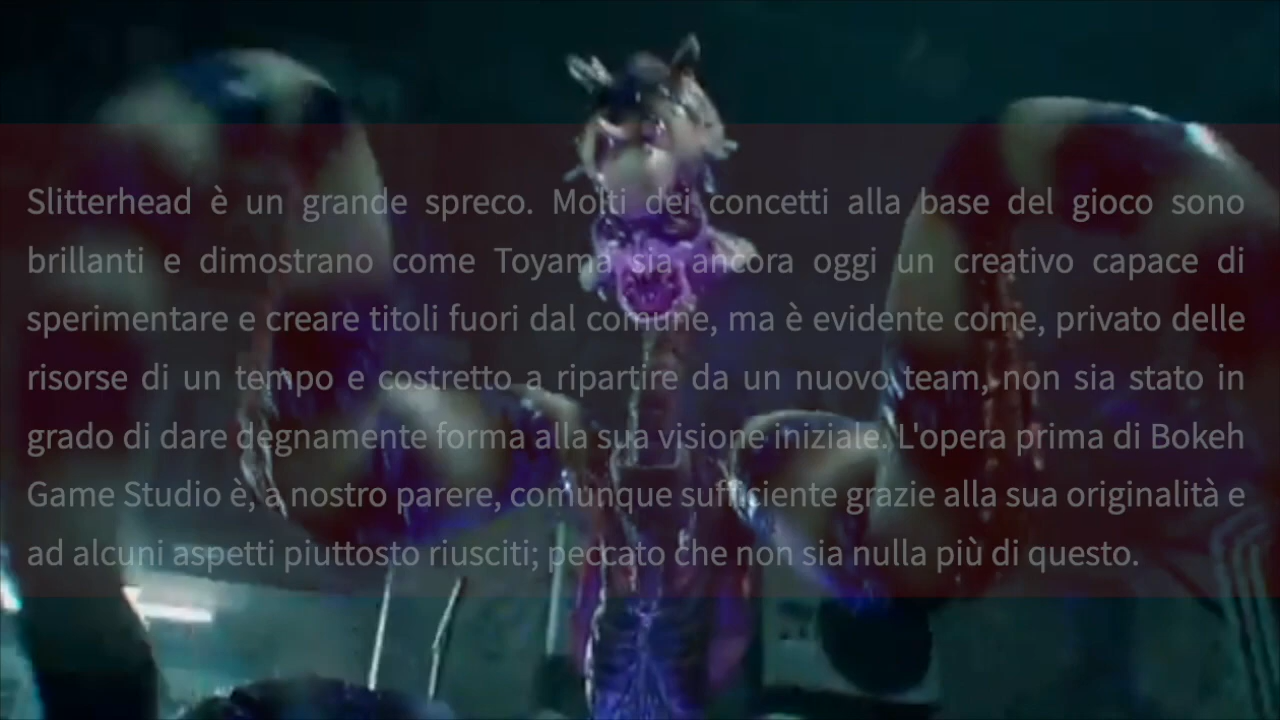 Slitterhead è un grande spreco. Molti dei concetti alla base del gioco sono
brillanti e dimostrano come Toyama sia ancora oggi un creativo capace di
sperimentare e creare titoli fuori dal comune, ma è evidente come, privato delle
risorse di un tempo e costretto a ripartire da un nuovo team, non sia stato in
grado di dare degnamente forma alla sua visione iniziale. L'opera prima di Bokeh
Game Studio è, a nostro parere, comunque sufficiente grazie alla sua originalità e
ad alcuni aspetti piuttosto riusciti; peccato che non sia nulla più di questo.